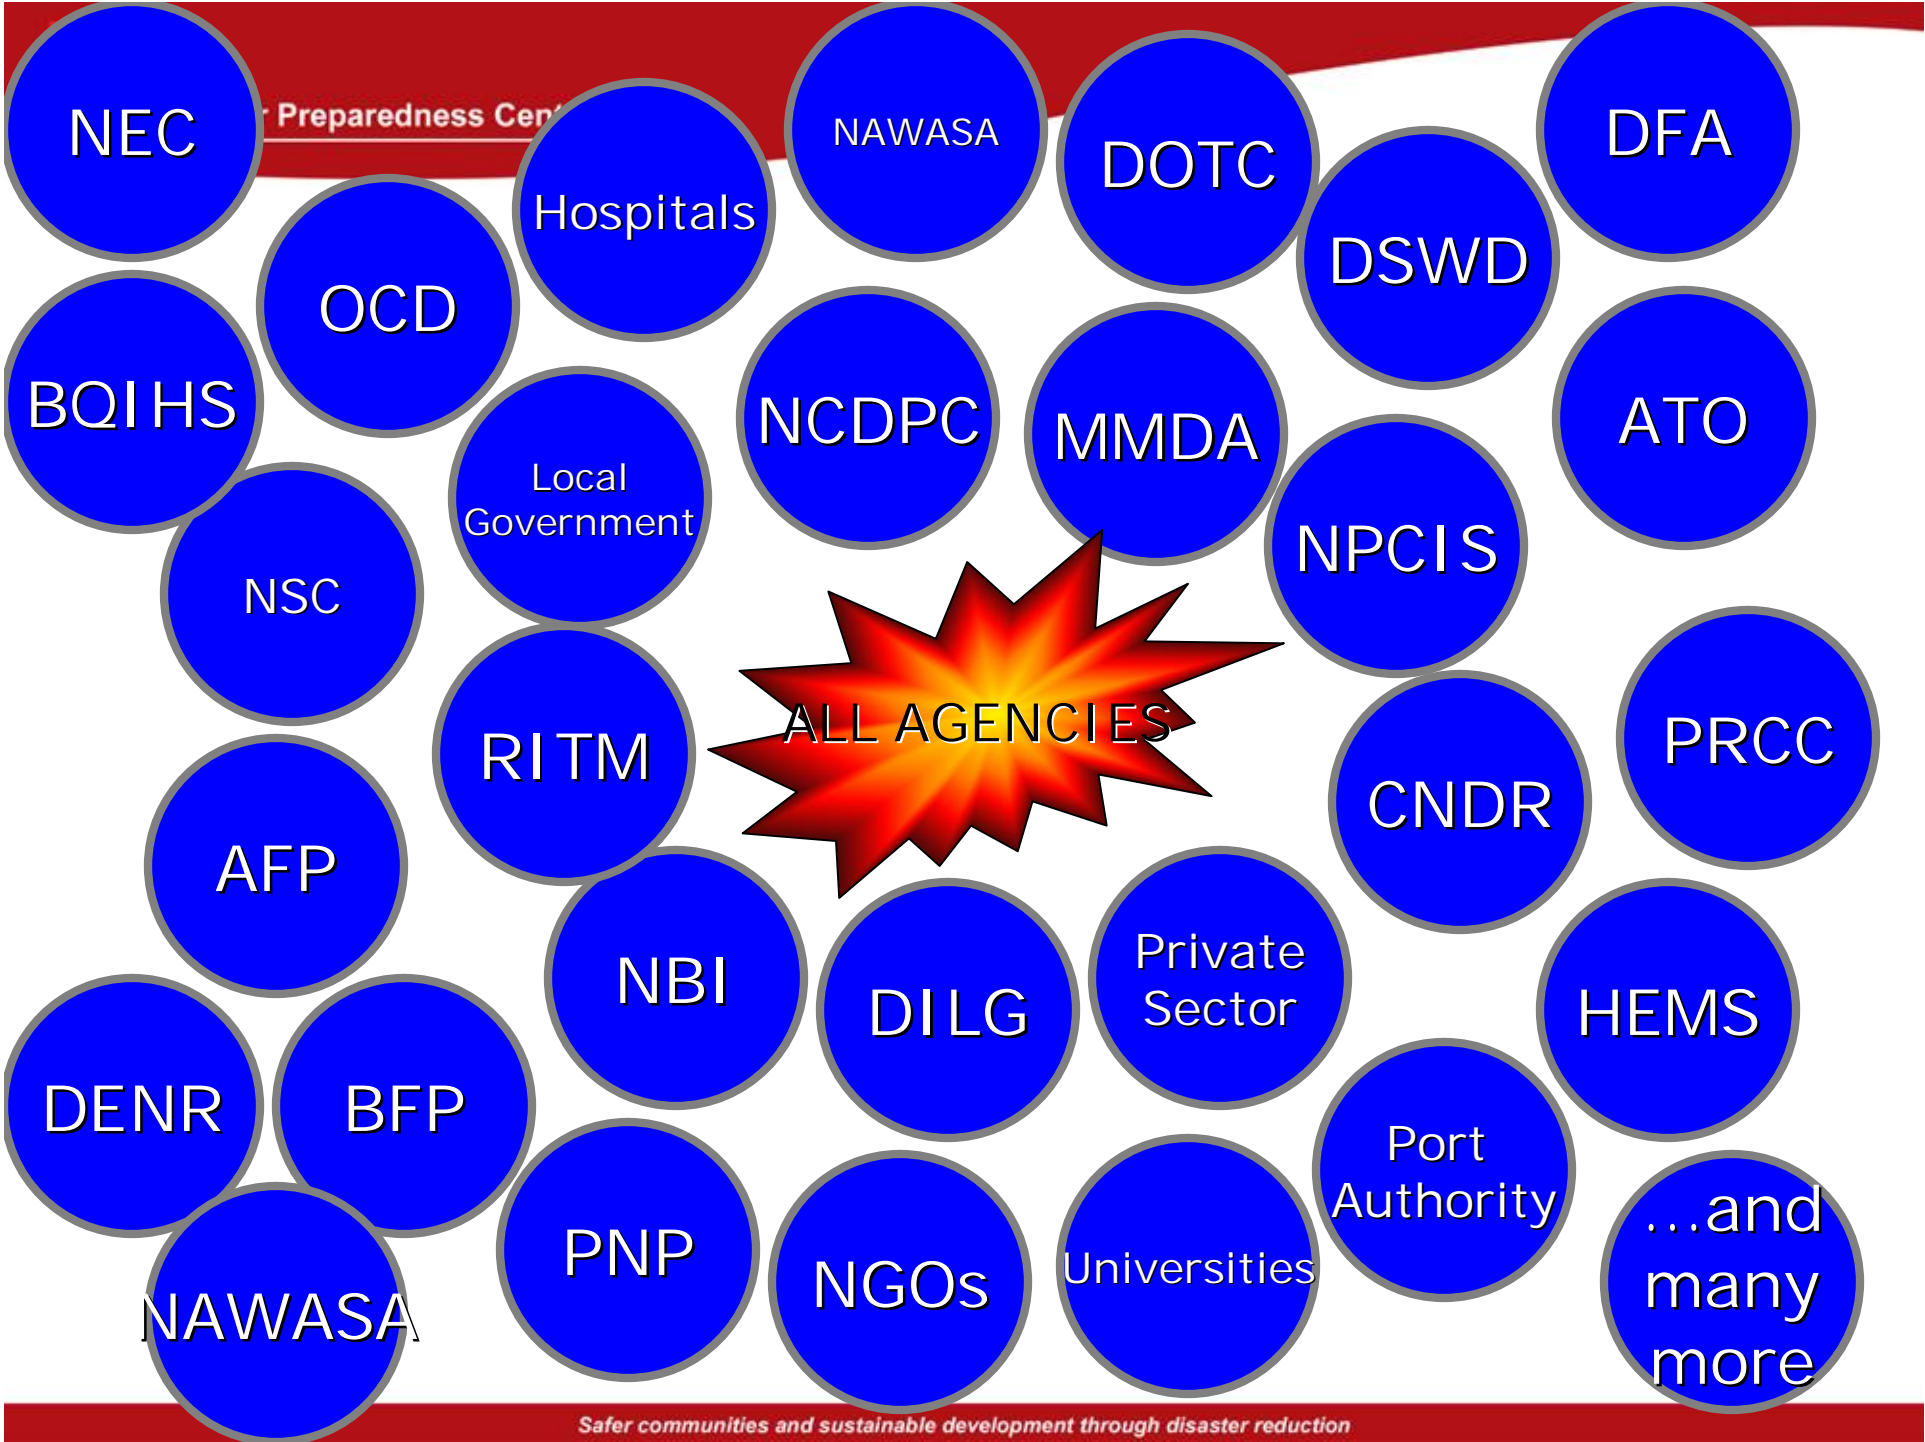 NEC
Preparedness
Hospitals
NAWASA
DOTC
DSWD
DFA
OCD
BQIHS
NCDPC
MMDA
ATO
Local
Government
NPCIS
NSC
RITM
ALL AGENCIES
PRCC
CNDR
AFP
NBI
DILG
Private
Sector
HEMS
DENR
BFP
Port
Authority
PNP
NGOs
Universities
...and
many
more
NAWASA
Safer communities and sustainable development through disaster reduction